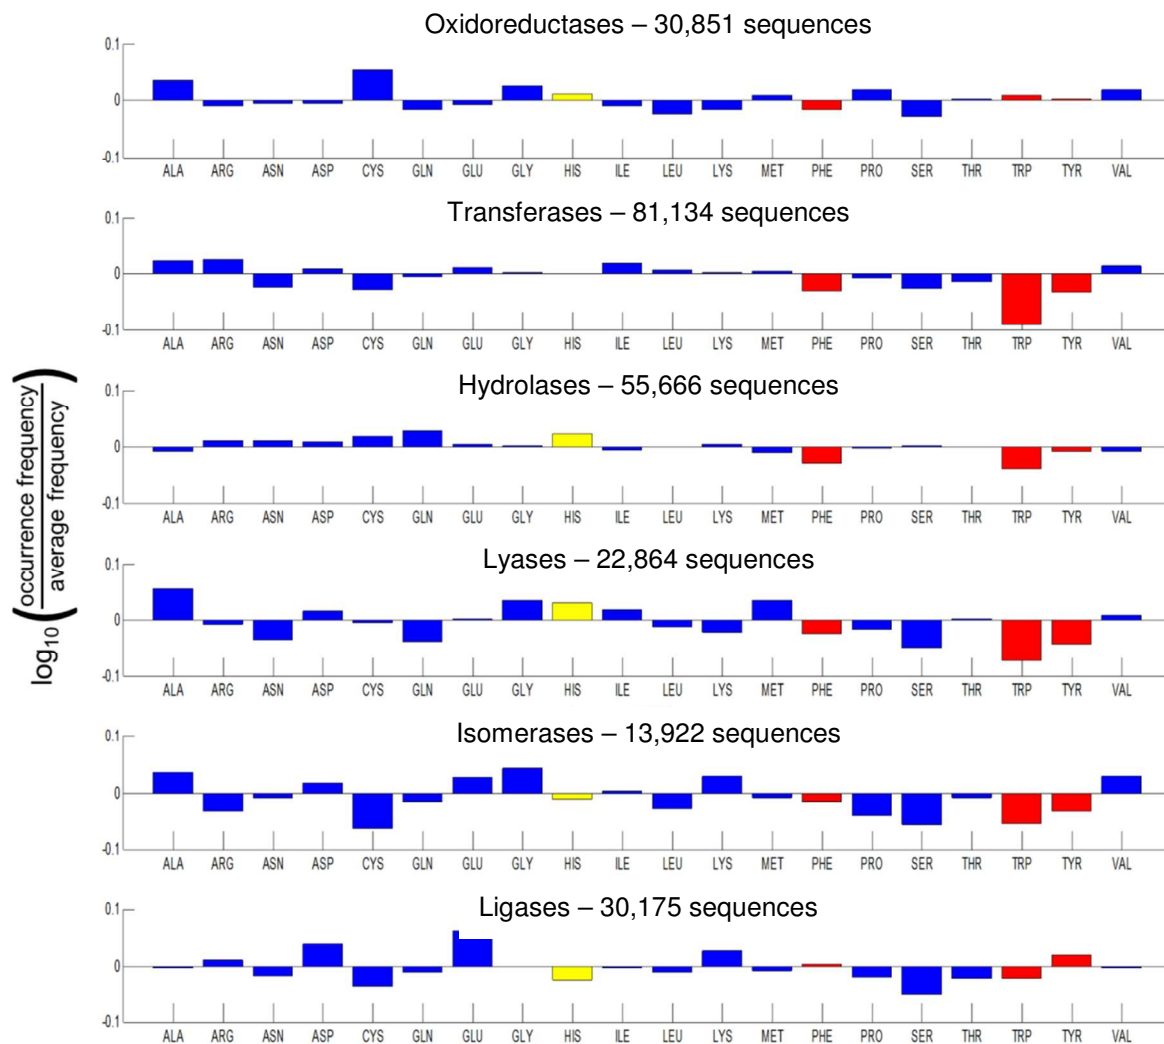 Oxidoreductases – 30,851 sequences
0.1
0
-0.1
ALA ARG ASN ASP CYS GLN GLU GLY HIS ILE LEU LYS MET PHE PRO SER THR TRP TYR VAL
Transferases – 81,134 sequences
0.1
0
-0.1
ALA ARG ASN ASP CYS GLN GLU GLY HIS ILE LEU LYS MET PHE PRO SER THR TRP TYR VAL
Hydrolases – 55,666 sequences
0.1
0
-0.1
ALA ARG ASN ASP CYS GLN GLU GLY HIS ILE LEU LYS MET PHE PRO SER THR TRP TYR VAL
log10 (occurrence frequency
average frequency)
Lyases – 22,864 sequences
0.1
0
-0.1
ALA ARG ASN ASP CYS GLN GLU GLY HIS ILE LEU LYS MET PHE PRO SER THR TRP TYR VAL
Isomerases – 13,922 sequences
0.1
0
-0.1
ALA ARG ASN ASP CYS GLN GLU GLY HIS ILE LEU LYS MET PHE PRO SER THR TRP TYR VAL
Ligases – 30,175 sequences
0.1
0
-0.1
ALA ARG ASN ASP CYS GLN GLU GLY HIS ILE LEU LYS MET PHE PRO SER THR TRP TYR VAL